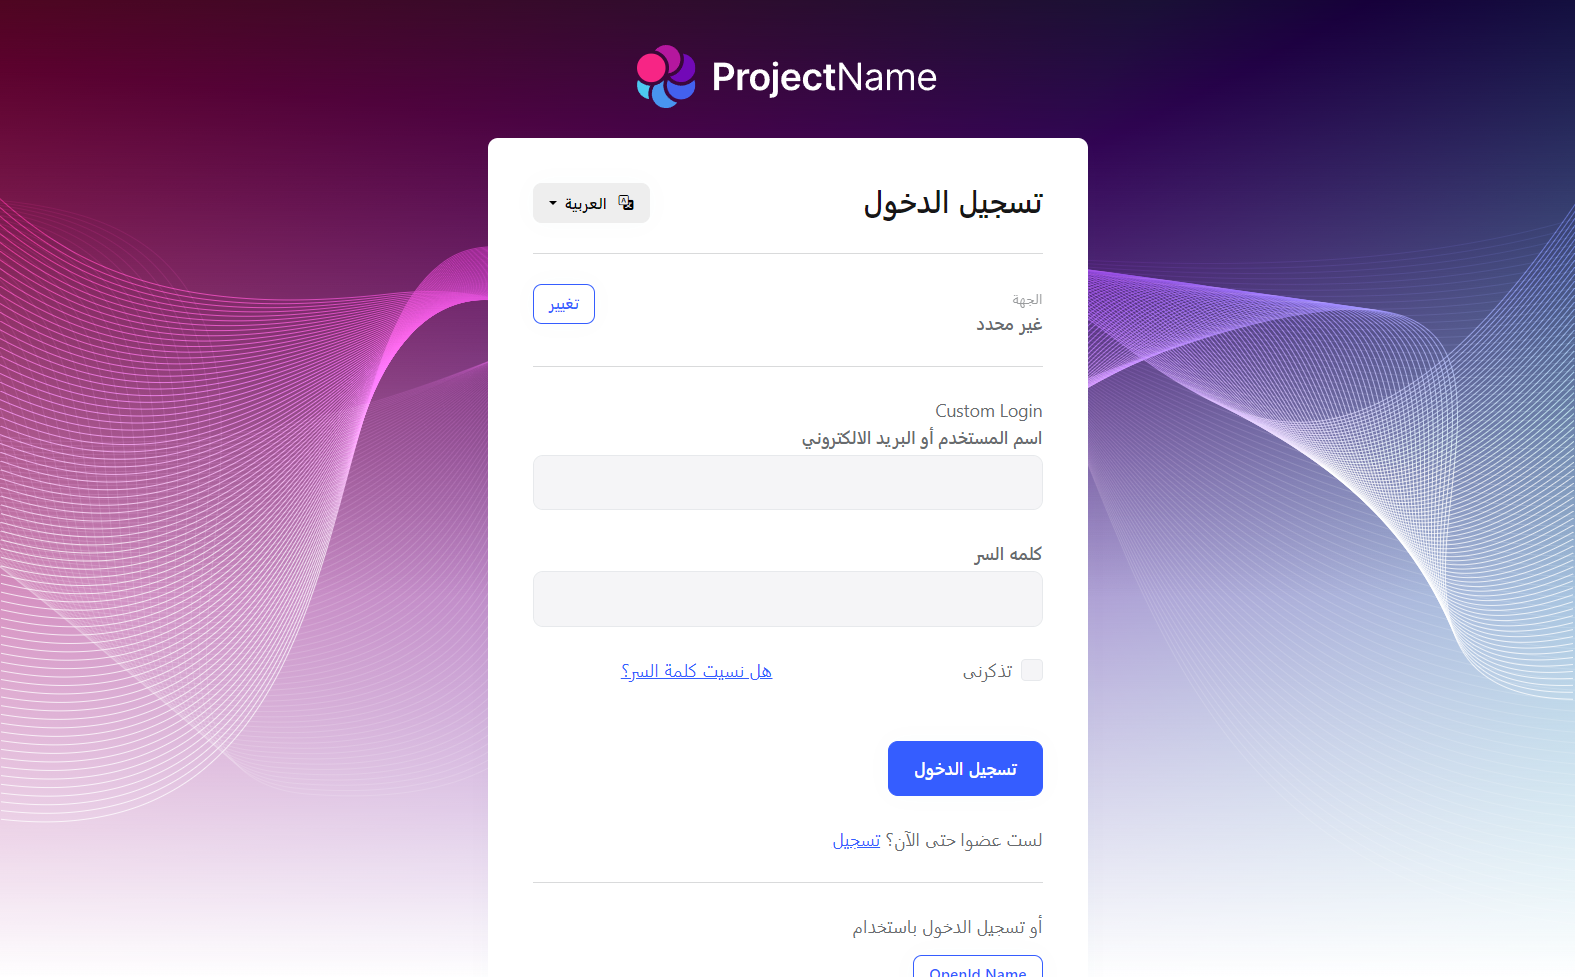 ProjectName
تسجيل الدخول
العربية
الجهة
غير محدد
تغيير
Custom Login
اسم المستخدم أو البريد الالكتروني
كلمه السر
تذكرنى
هل نسيت كلمة السر؟
تسجيل الدخول
لست عضوا حتى الآن؟ تسجيل
أو تسجيل الدخول باستخدام
OpenId Name